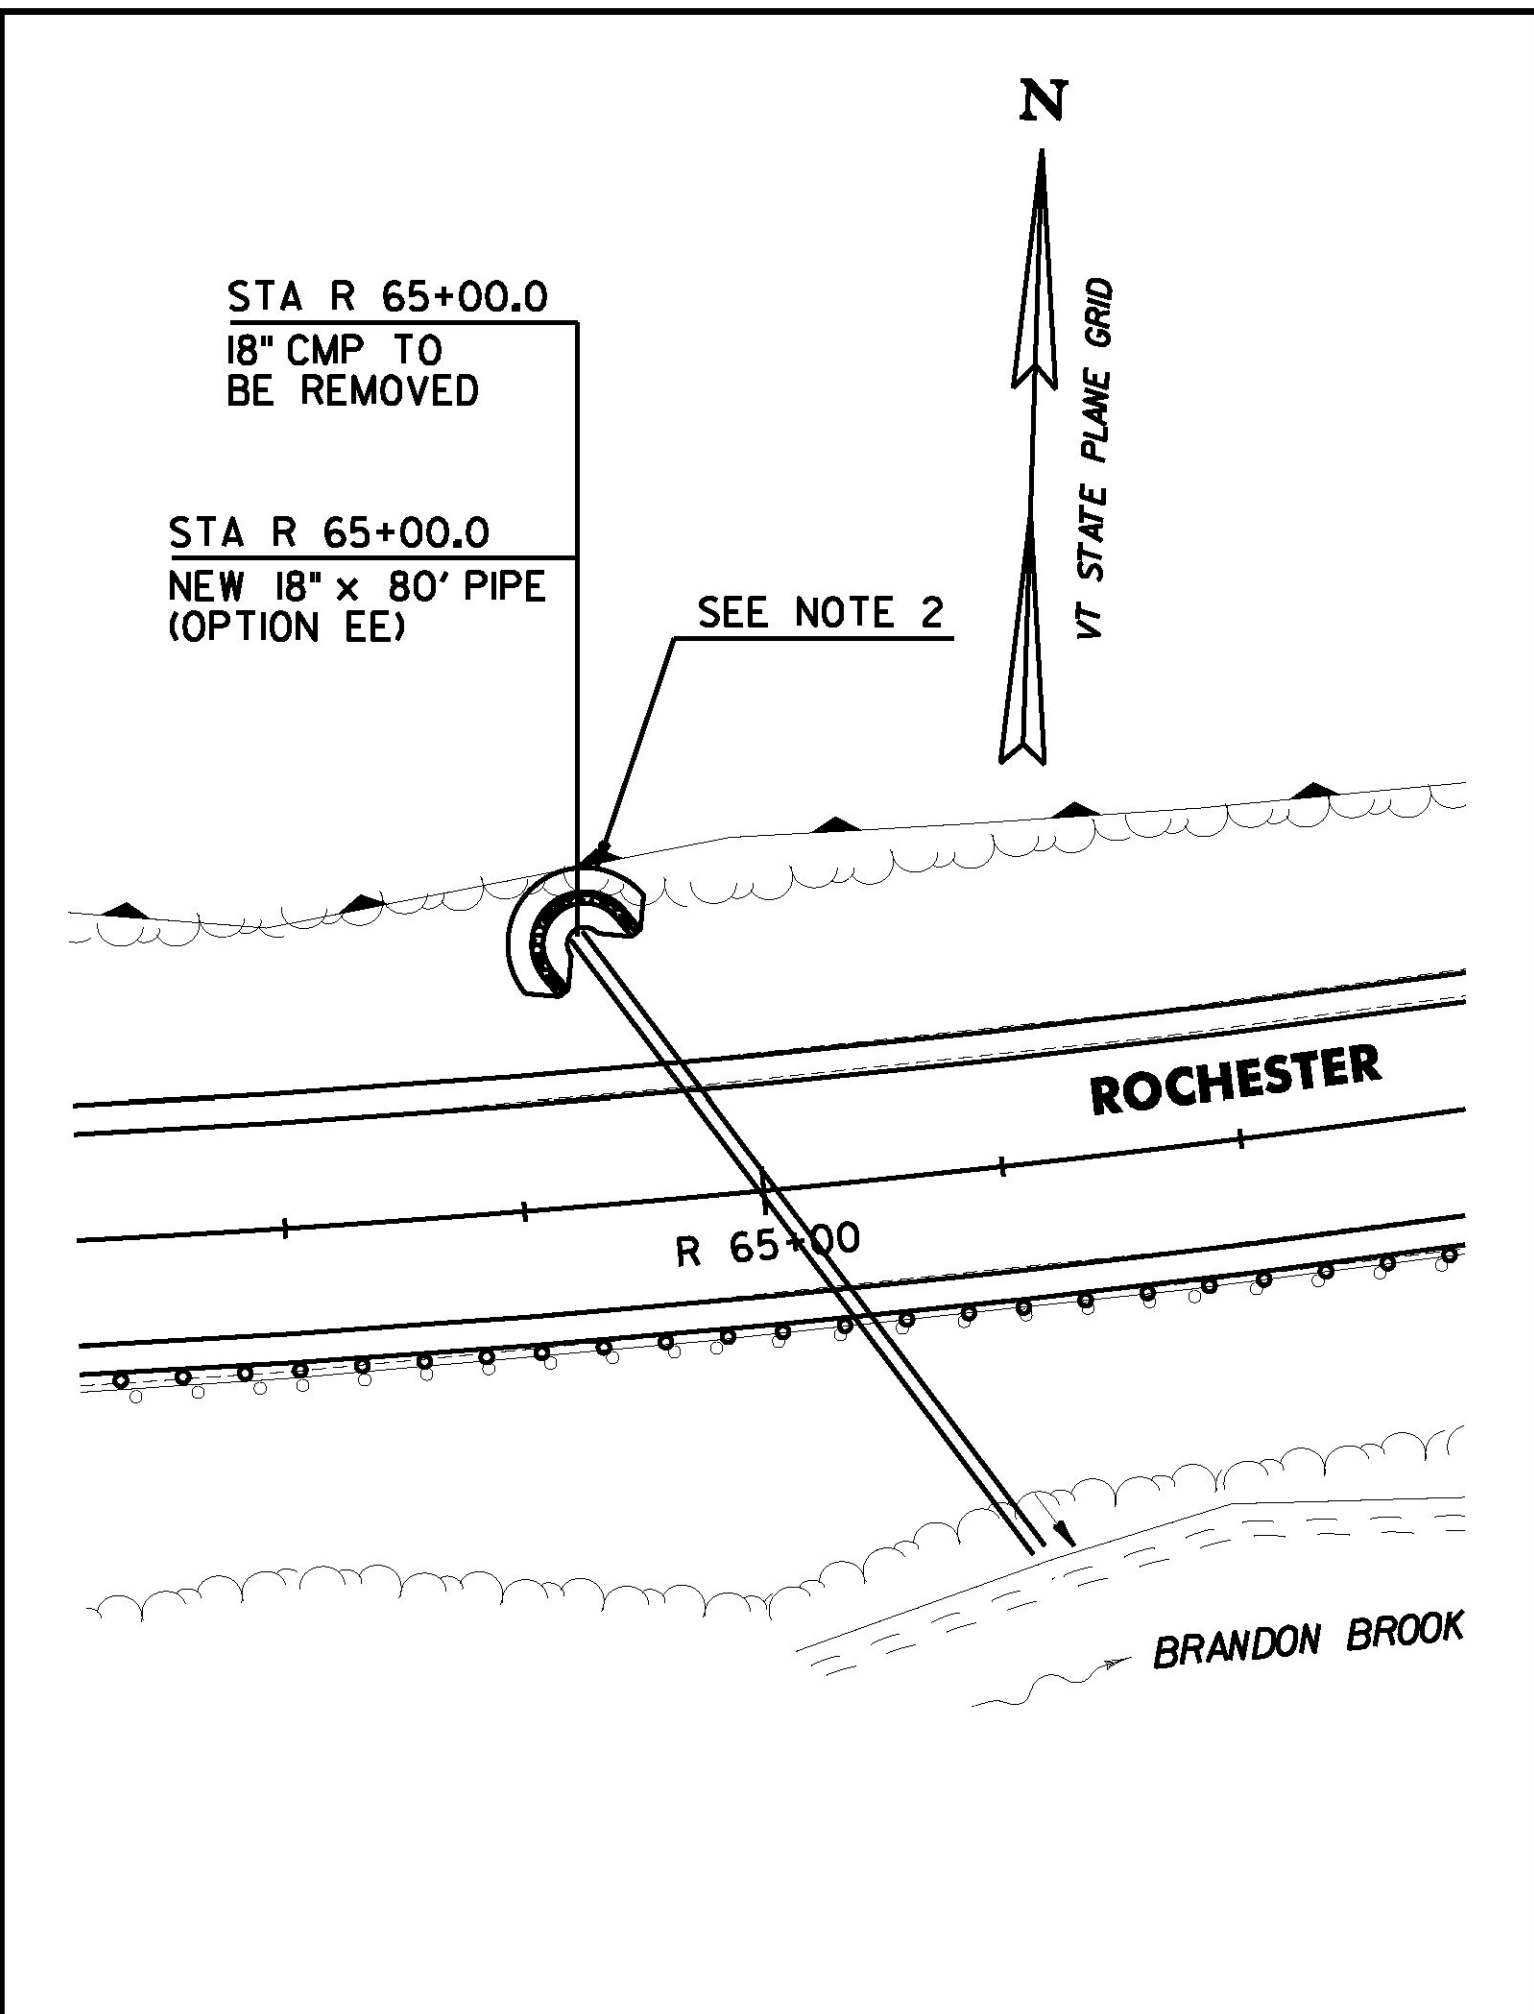 N
VT STATE PLANE GRID
STA R 65+00.0
18" CMP TO
BE REMOVED
STA R 65+00.0
NEW 18" x 80' PIPE
(OPTION EE)
SEE NOTE 2
ROCHESTER
R 65+00
BRANDON BROOK